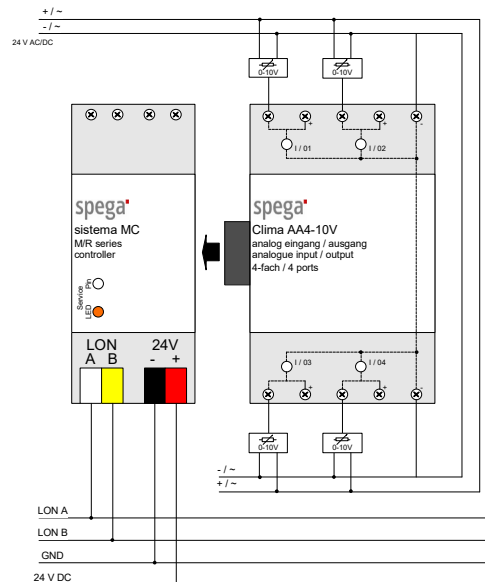 + / ~
- / ~
24 V AC/DC
0-10V
0-10V
+
+
-
I / 01
I / 02
spega
sistema MC
M/R series
controller
Service
Pin
LED
spega
Clima AA4-10V
analog eingang / ausgang
analogue input / output
4-fach / 4 ports
LON
24V
A B - +
I / 03
I / 04
+
+
-
0-10V
0-10V
- / ~
+ / ~
LON A
LON B
GND
24 V DC